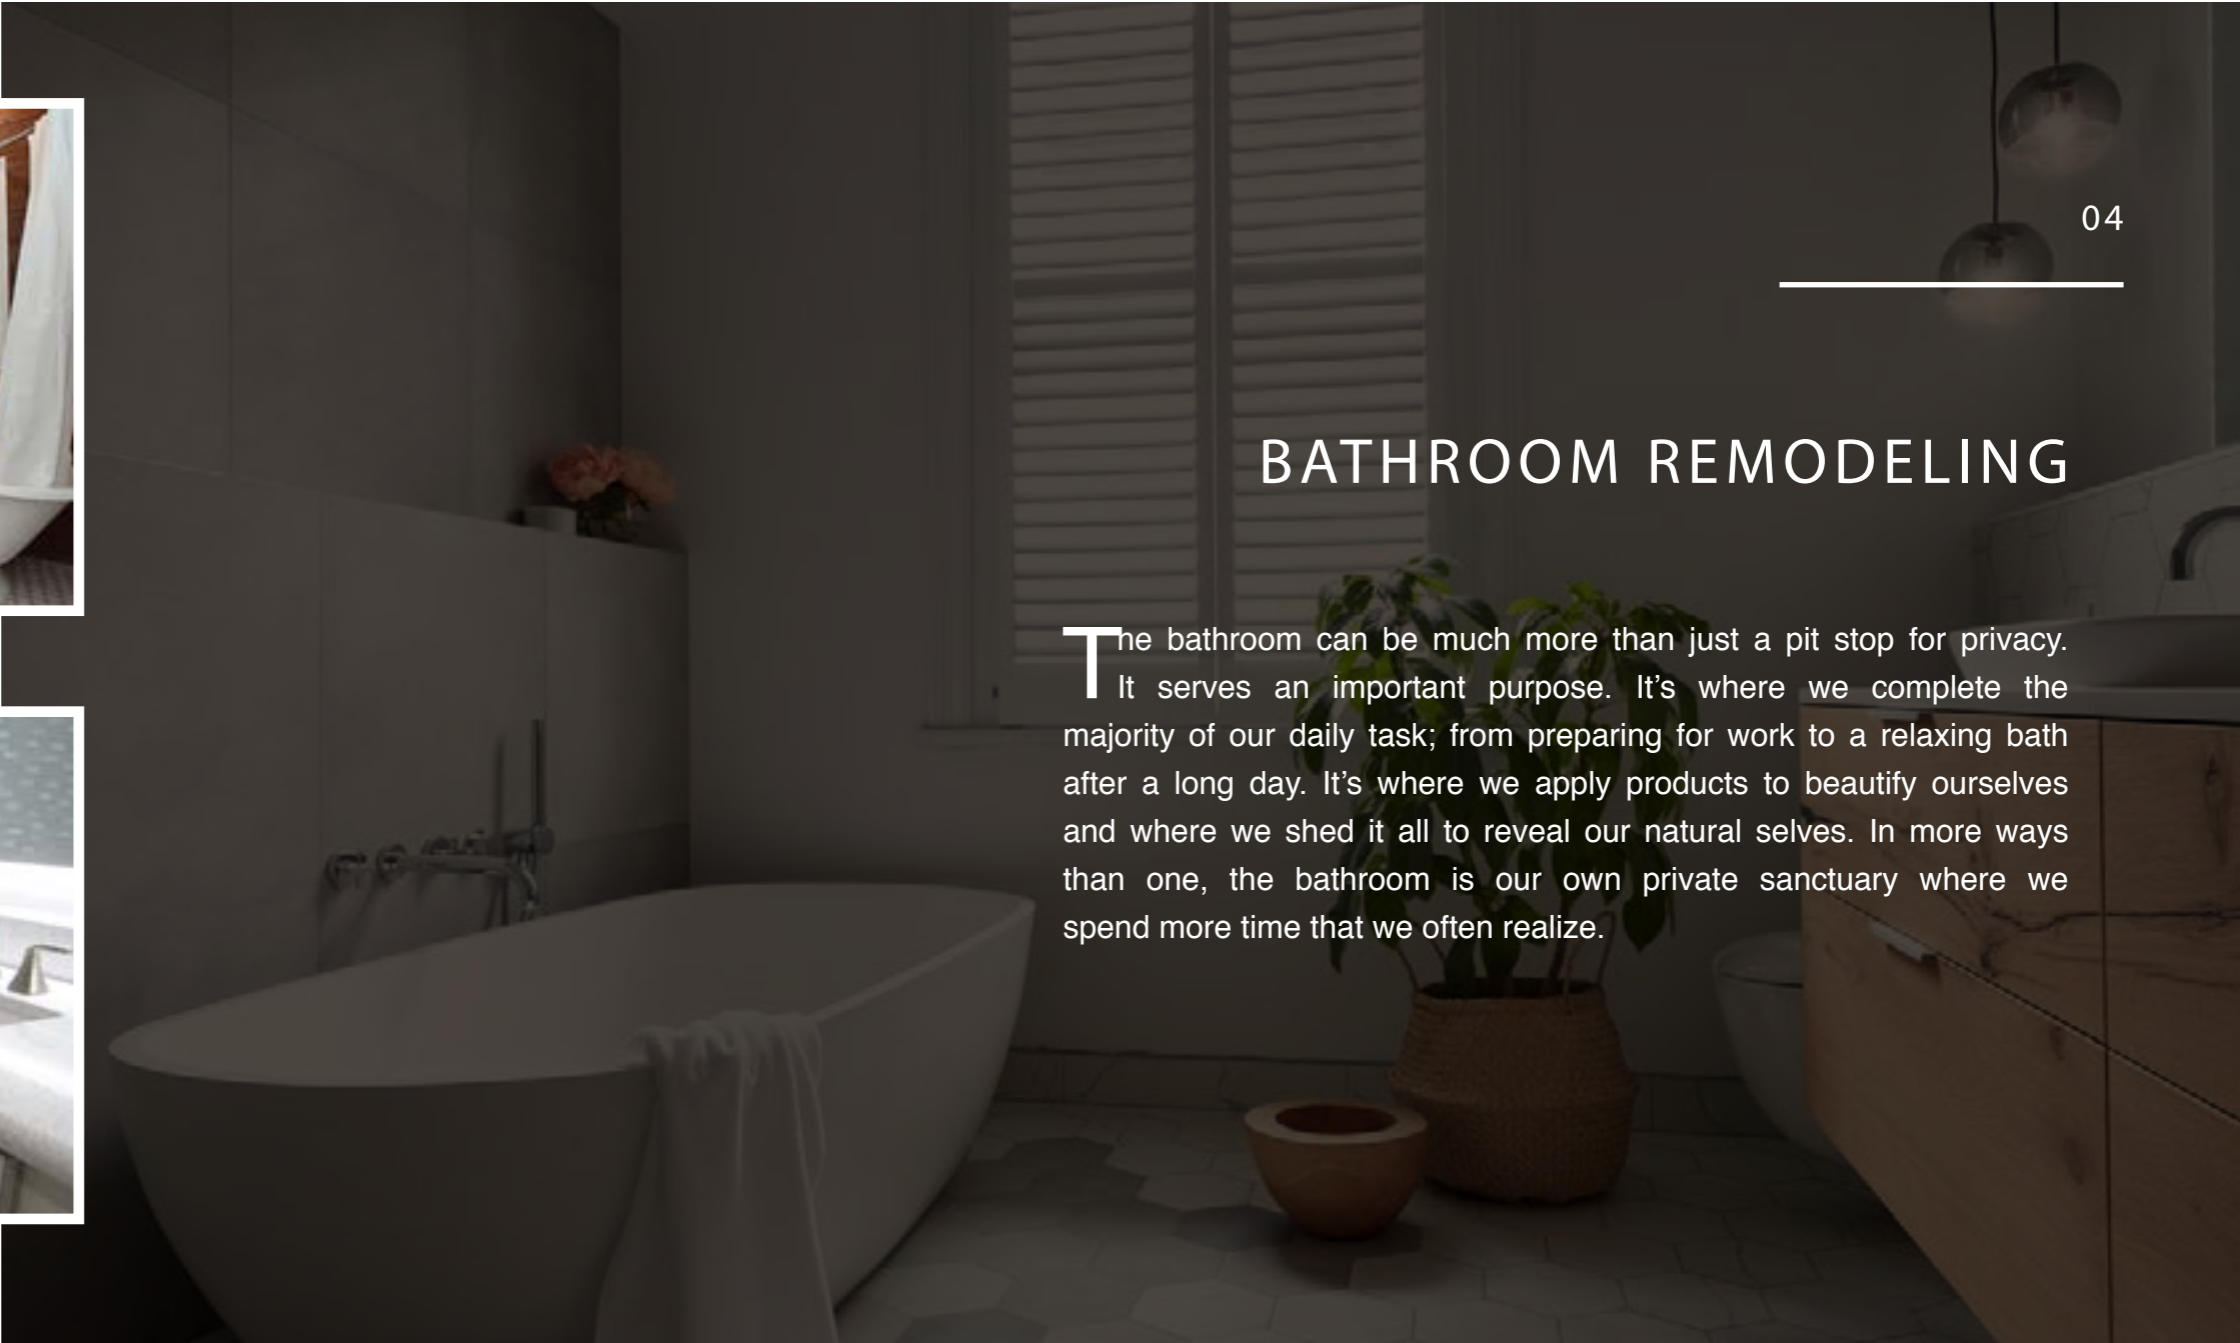 04
BATHROOM REMODELING
The bathroom can be much more than just a pit stop for privacy.
It serves an important purpose. It’s where we complete the
majority of our daily task; from preparing for work to a relaxing bath
after a long day. It’s where we apply products to beautify ourselves
and where we shed it all to reveal our natural selves. In more ways
than one, the bathroom is our own private sanctuary where we
spend more time that we often realize.